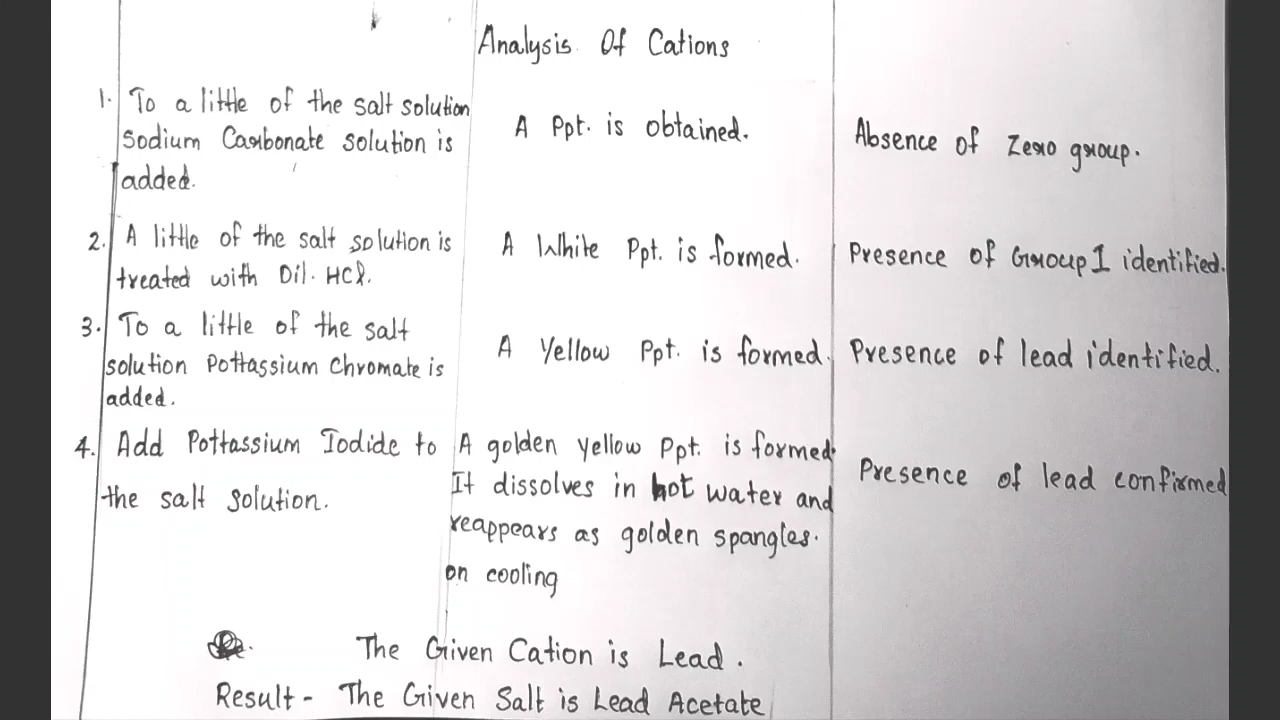 Analysis Of Cations
1. To a little of the salt solution
Sodium Carbonate solution is
added.
A Ppt. is obtained.
Absence of Zero group.
2. A little of the salt solution is
treated with Dil. HCl.
A White Ppt. is formed.
Presence of Group I identified.
3. To a little of the salt
solution Pottassium Chromate is
added.
A Yellow Ppt. is formed.
Presence of lead identified.
4. Add Pottassium Iodide to
the salt solution.
A golden yellow Ppt. is formed.
It dissolves in hot water and
reappears as golden spangles.
on cooling
Presence of lead confirmed
The Given Cation is Lead.
Result - The Given Salt is Lead Acetate